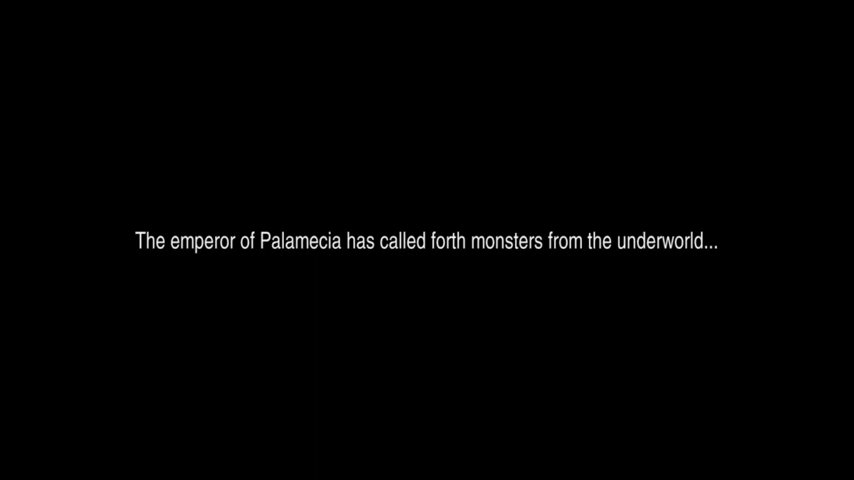 The emperor of Palamecia has called forth monsters from the underworld...